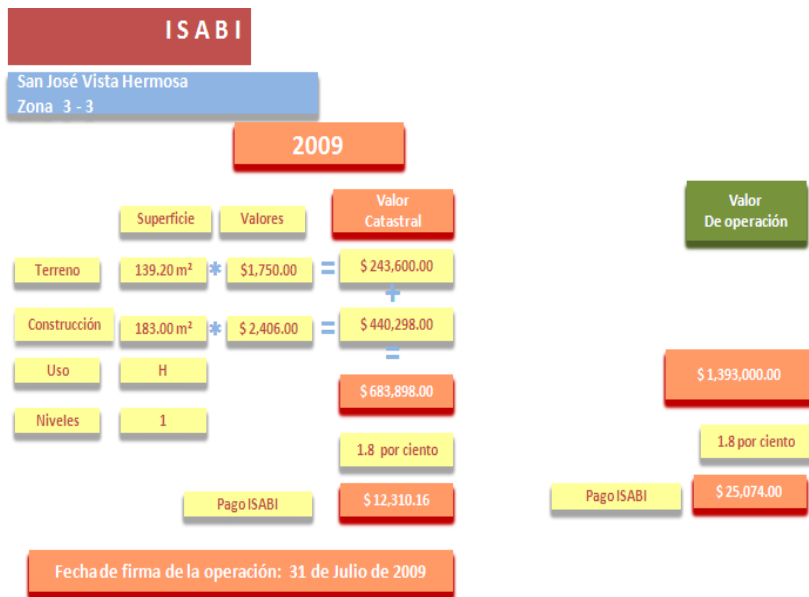 ISABI
San José Vista Hermosa
Zona 3 - 3
2009
Superficie
Valores
Valor
Catastral
Valor
De operación
Terreno
139.20 m²
*
$1,750.00
=
$ 243,600.00
+
Construcción
183.00 m²
*
$ 2,406.00
=
$ 440,298.00
=
Uso
H
$ 683,898.00
$ 1,393,000.00
Niveles
1
1.8 por ciento
1.8 por ciento
Pago ISABI
$ 12,310.16
Pago ISABI
$ 25,074.00
Fecha de firma de la operación: 31 de Julio de 2009